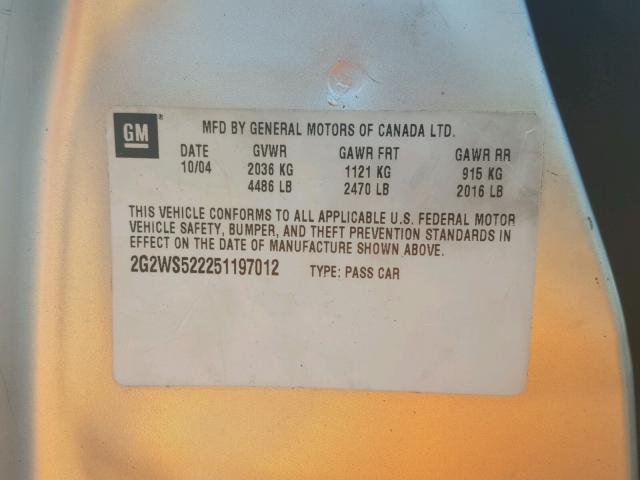 GM
MFD BY GENERAL MOTORS OF CANADA LTD.
DATE GVWR GAWR FRT GAWR RR
10/04 2036 KG 1121 KG 915 KG
4486 LB 2470 LB 2016 LB
THIS VEHICLE CONFORMS TO ALL APPLICABLE U.S. FEDERAL MOTOR
VEHICLE SAFETY, BUMPER, AND THEFT PREVENTION STANDARDS IN
EFFECT ON THE DATE OF MANUFACTURE SHOWN ABOVE.
2G2WS522251197012 TYPE: PASS CAR